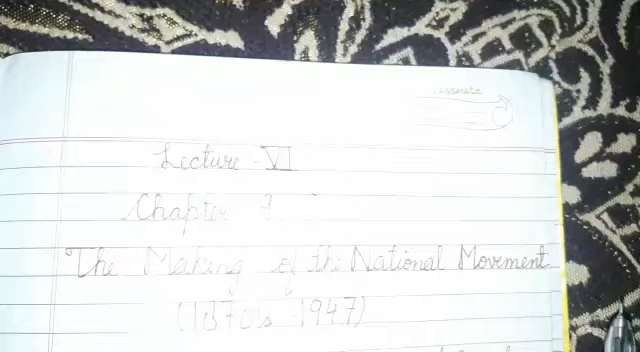 Lecture - VI
Chapter 9
The Making of the National Movement
(1870s - 1947)